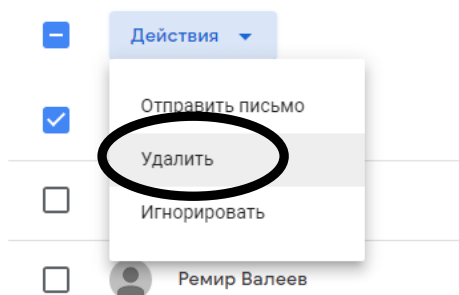 Действия
Отправить письмо
Удалить
Игнорировать
Ремир Валеев